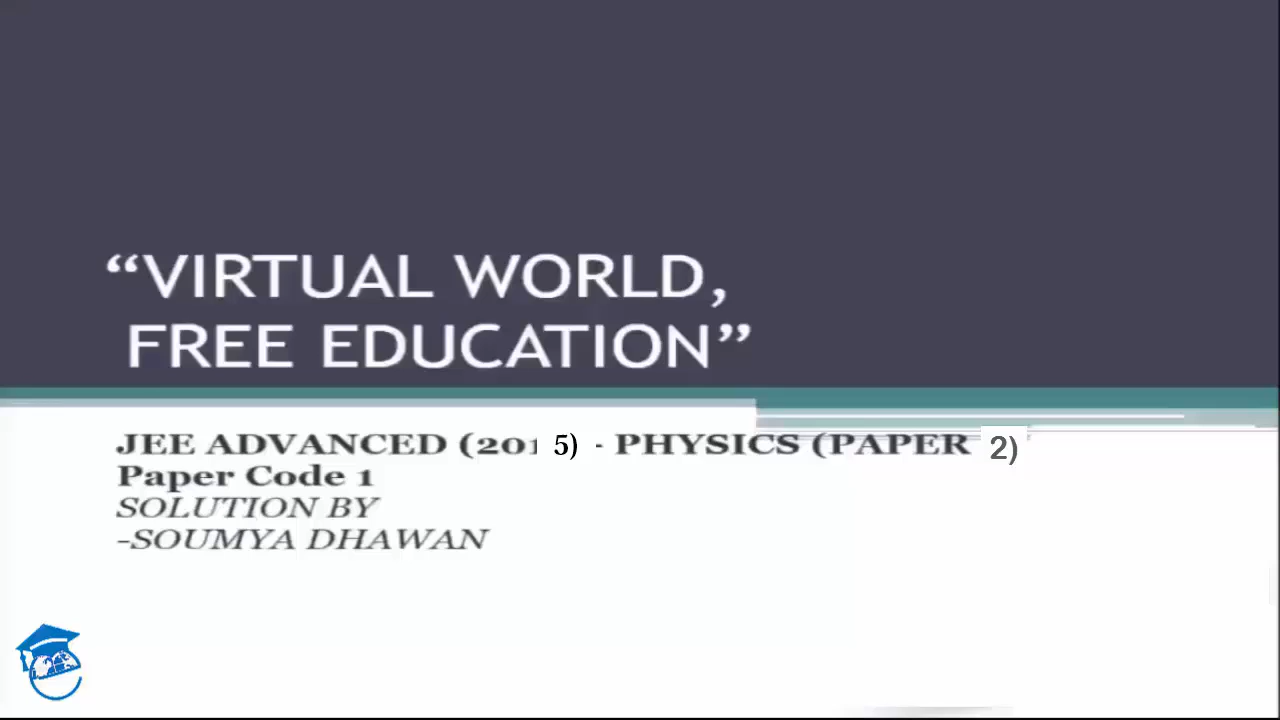 “VIRTUAL WORLD,
FREE EDUCATION”
JEE ADVANCED (201 5) - PHYSICS (PAPER 2)
Paper Code 1
SOLUTION BY
-SOUMYA DHAWAN